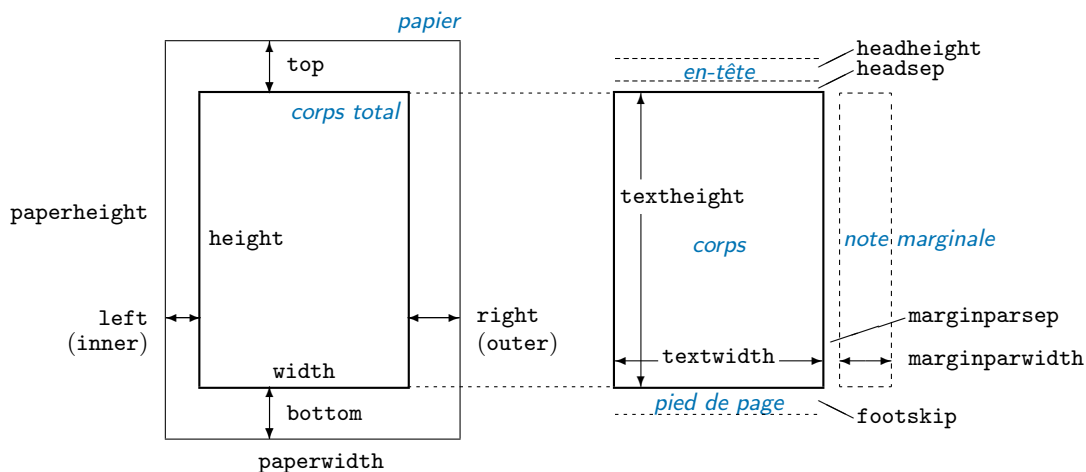 papier
top
corps total
paperheight
height
left
(inner)
right
(outer)
width
bottom
paperwidth
headheight
en-tête
headsep
textheight
corps
note marginale
marginparsep
textwidth
marginparwidth
pied de page
footskip